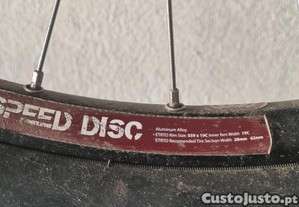 SPEED DISC
Aluminum Alloy
• ETRTO Rim Size: 559 x 19C Inner Rim Width: 19C
ETRTO Recommended Tire Section Width: 28mm - 62mm
CustoJusto.pt